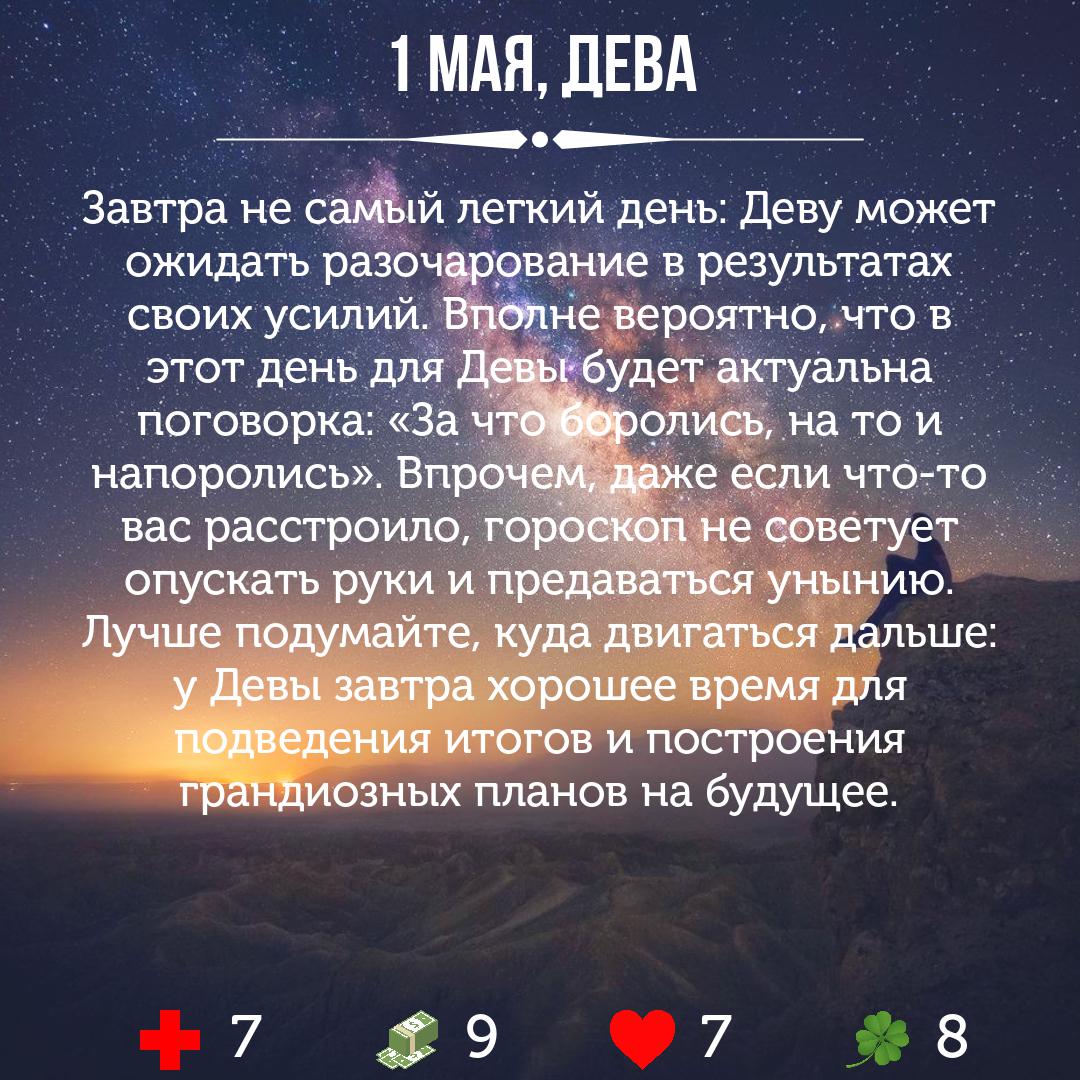 1 МАЯ, ДЕВА
Завтра не самый легкий день: Деву может
ожидать разочарование в результатах
своих усилий. Вполне вероятно, что в
этот день для Девы будет актуальна
поговорка: «За что боролись, на то и
напоролись». Впрочем, даже если что-то
вас расстроило, гороскоп не советует
опускать руки и предаваться унынию.
Лучше подумайте, куда двигаться дальше:
у Девы завтра хорошее время для
подведения итогов и построения
грандиозных планов на будущее.
7 9 7 8